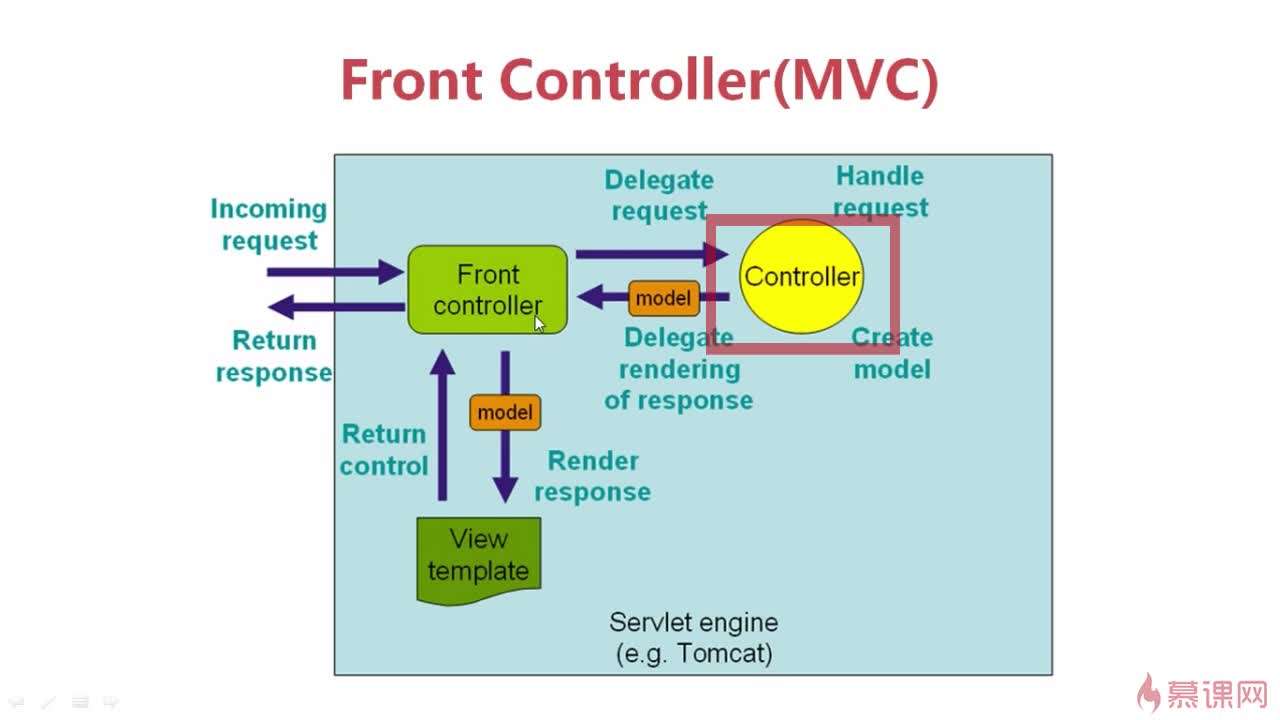 Front Controller(MVC)
Incoming
request
Return
response
Front
controller
Delegate
request
Handle
request
Controller
model
Delegate
rendering
of response
Create
model
Return
control
model
Render
response
View
template
Servlet engine
(e.g. Tomcat)
慕课网